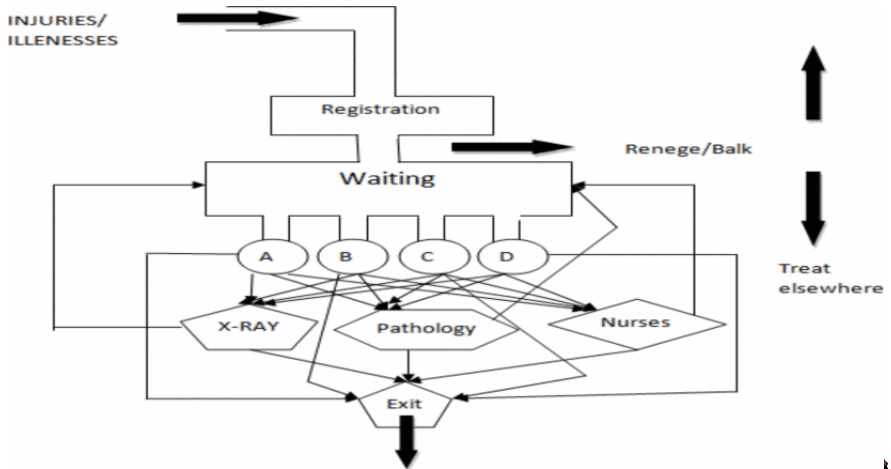 INJURIES/
ILLENESSES
Registration
Renege/Balk
Waiting
A B C D
Treat
elsewhere
X-RAY Pathology Nurses
Exit